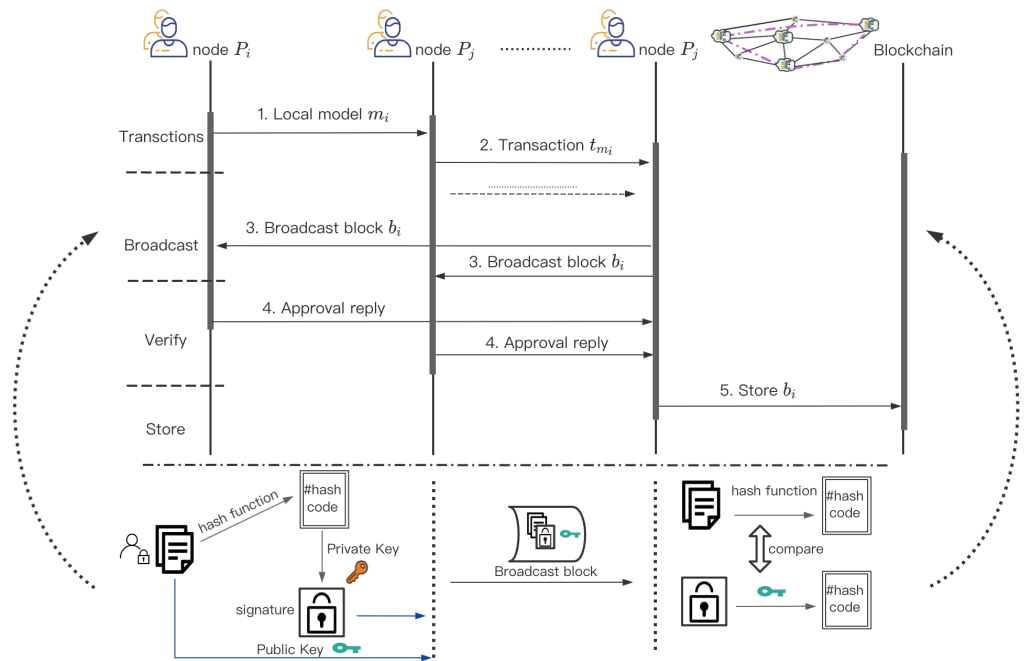 node P_i
node P_j
node P_j
Blockchain
Transctions
1. Local model m_i
2. Transaction t_{m_i}
Broadcast
3. Broadcast block b_i
3. Broadcast block b_i
4. Approval reply
Verify
4. Approval reply
5. Store b_i
Store
hash function
#hash
code
Private Key
signature
Public Key
Broadcast block
hash function
#hash
code
compare
#hash
code